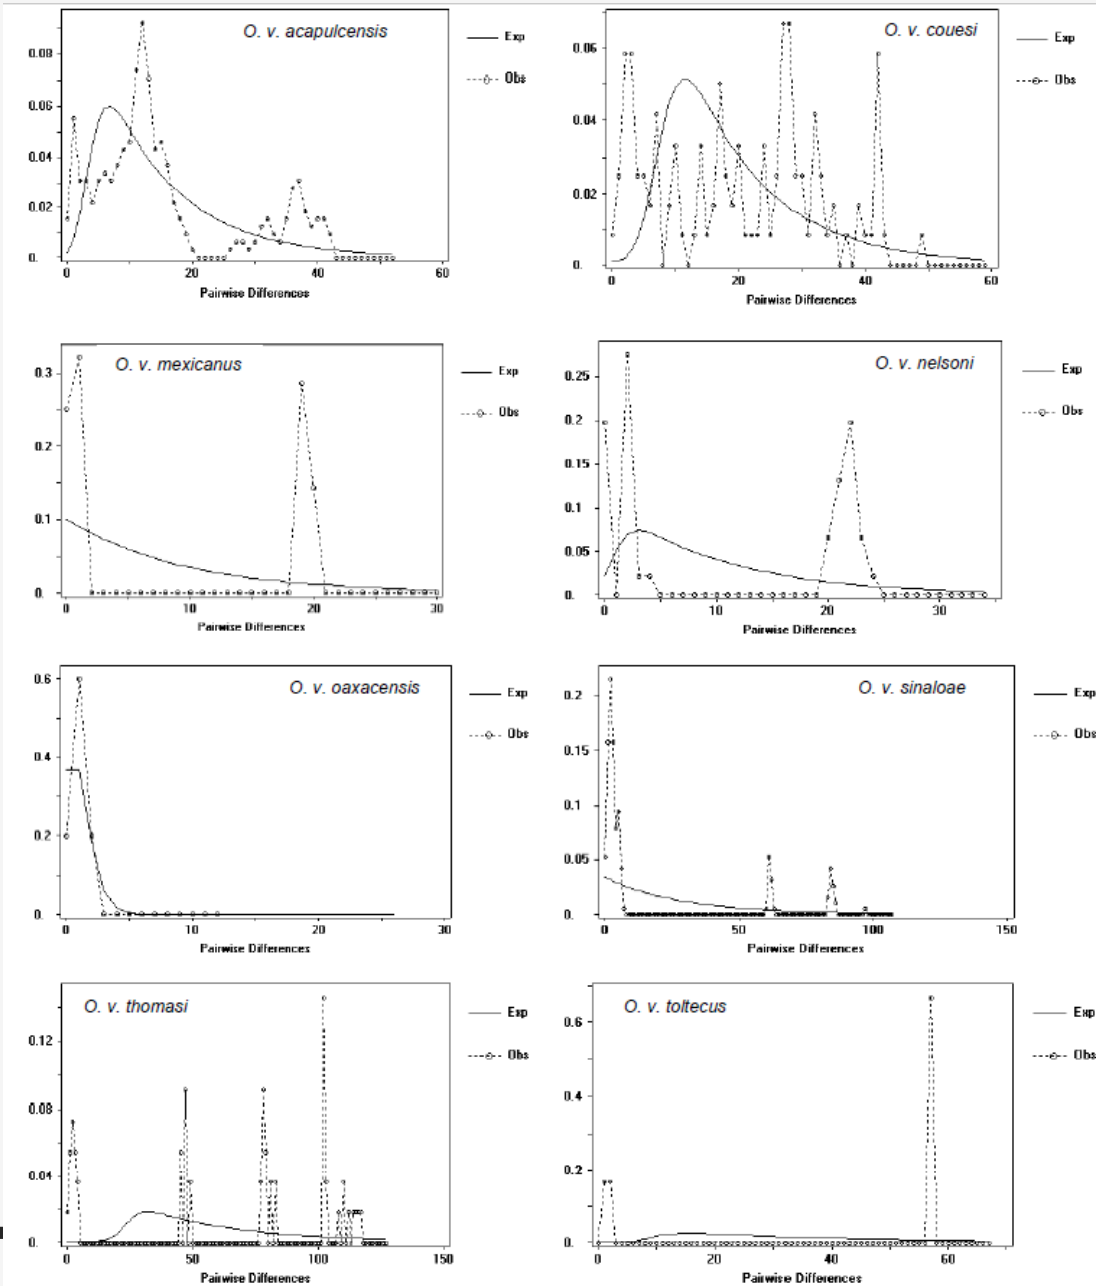 O. v. acapulcensis
Exp
Obs
0.08
0.06
0.04
0.02
0.
0 20 40 60
Pairwise Differences
O. v. couesi
Exp
Obs
0.06
0.04
0.02
0.
0 20 40 60
Pairwise Differences
O. v. mexicanus
Exp
Obs
0.3
0.2
0.1
0.
0 10 20 30
Pairwise Differences
O. v. nelsoni
Exp
Obs
0.25
0.2
0.15
0.1
0.05
0.
0 10 20 30
Pairwise Differences
O. v. oaxacensis
Exp
Obs
0.6
0.4
0.2
0.
0 10 20 30
Pairwise Differences
O. v. sinaloae
Exp
Obs
0.2
0.15
0.1
0.05
0.
0 50 100 150
Pairwise Differences
O. v. thomasi
Exp
Obs
0.12
0.08
0.04
0.
0 50 100 150
Pairwise Differences
O. v. toltecus
Exp
Obs
0.6
0.4
0.2
0.
0 20 40 60
Pairwise Differences